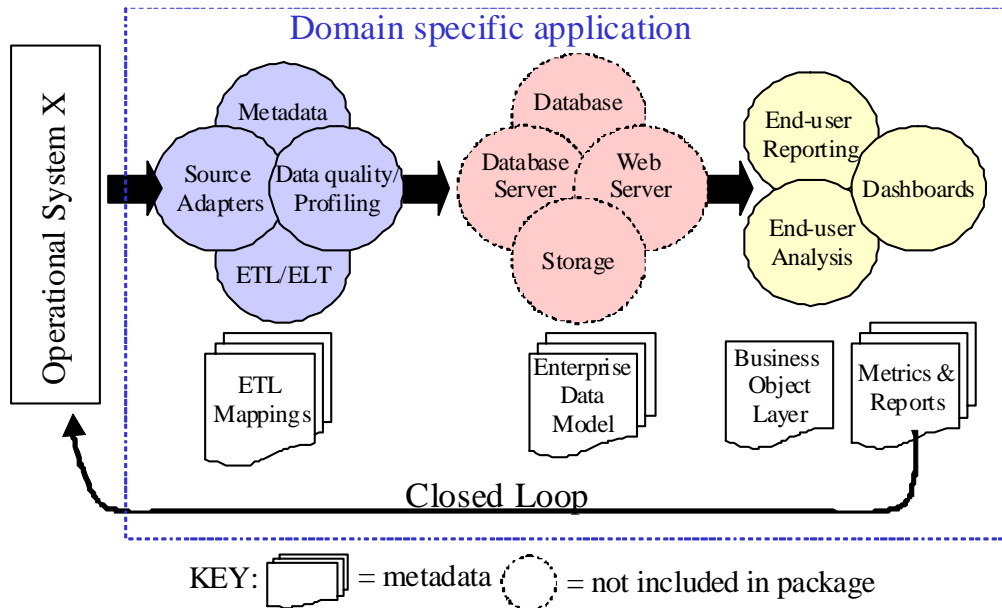 Domain specific application
Operational System X
Metadata
Source
Adapters
Data quality/
Profiling
ETL/ELT
Database
Database
Server
Web
Server
Storage
End-user
Reporting
Dashboards
End-user
Analysis
ETL
Mappings
Enterprise
Data
Model
Business
Object
Layer
Metrics &
Reports
Closed Loop
KEY:
= metadata
= not included in package